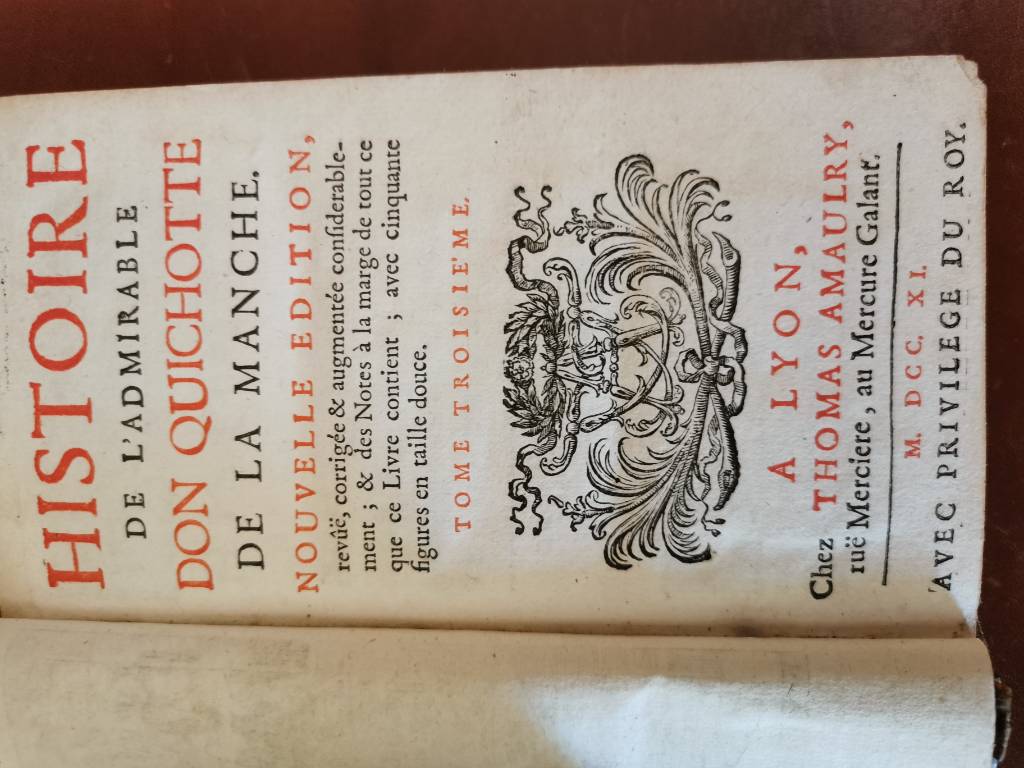 HISTOIRE
DE L'ADMIRABLE
DON QUICHOTTE
DE LA MANCHE.
NOUVELLE EDITION,
revûë, corrigée & augmentée conſiderable-
ment ; & des Notes à la marge de tout ce
que ce Livre contient ; avec cinquante
figures en taille douce.
TOME TROISIE'ME.
A LYON,
Chez THOMAS AMAULRY,
ruë Merciere, au Mercure Galant.
M. DCC. XI.
AVEC PRIVILEGE DU ROY.